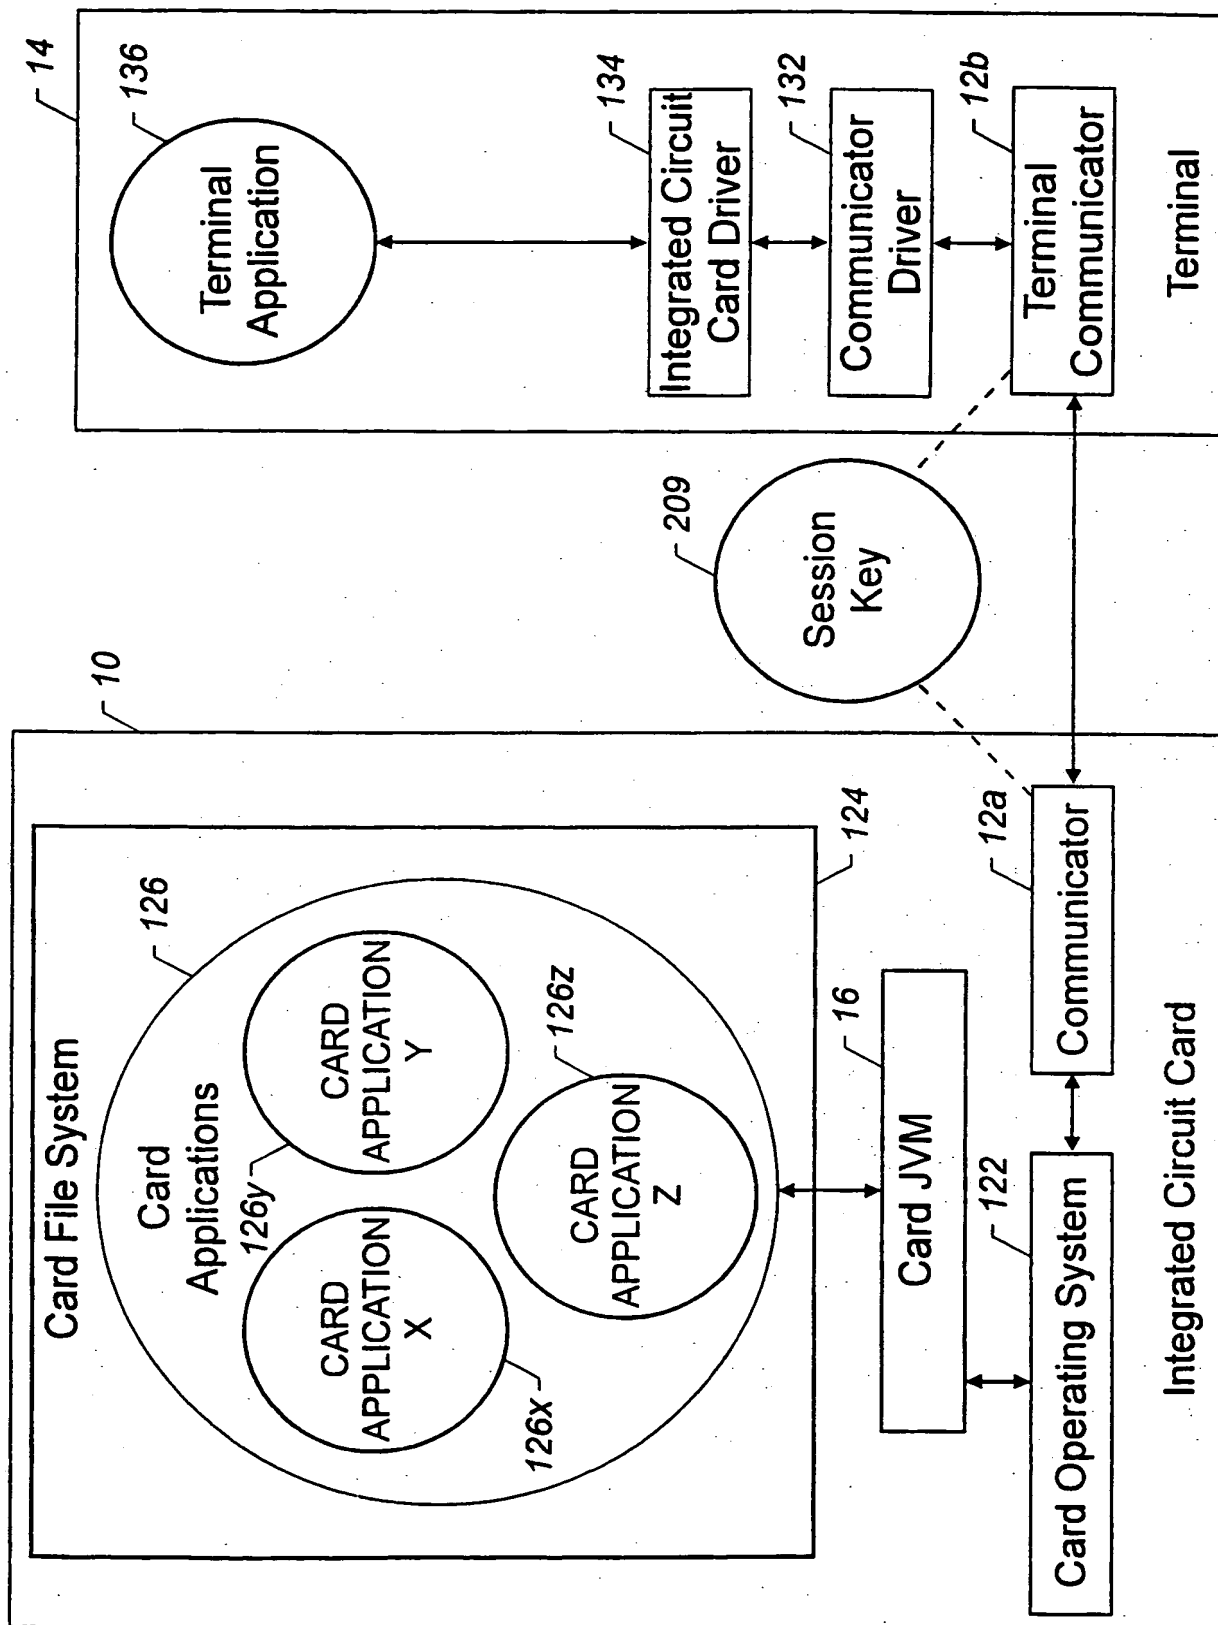 10
Card File System
126
Card
Applications
126y
CARD
APPLICATION
X
126x
CARD
APPLICATION
Y
CARD
APPLICATION
Z
126z
124
Card JVM
16
Card Operating System
122
Communicator
12a
Integrated Circuit Card
Session
Key
209
14
Terminal
Application
136
Integrated Circuit
Card Driver
134
Communicator
Driver
132
Terminal
Communicator
12b
Terminal